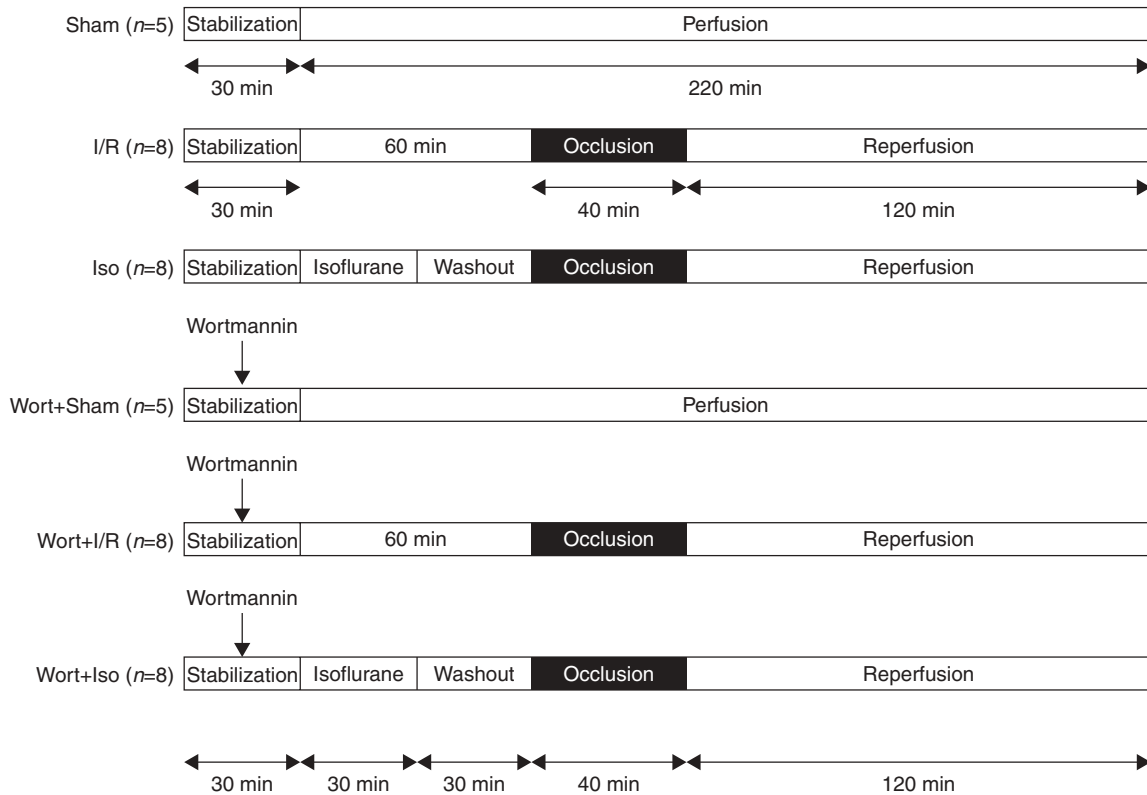 Sham (n=5) Stabilization Perfusion
30 min 220 min
I/R (n=8) Stabilization 60 min Occlusion Reperfusion
30 min 40 min 120 min
Iso (n=8) Stabilization Isoflurane Washout Occlusion Reperfusion
Wortmannin
Wort+Sham (n=5) Stabilization Perfusion
Wortmannin
Wort+I/R (n=8) Stabilization 60 min Occlusion Reperfusion
Wortmannin
Wort+Iso (n=8) Stabilization Isoflurane Washout Occlusion Reperfusion
30 min 30 min 30 min 40 min 120 min